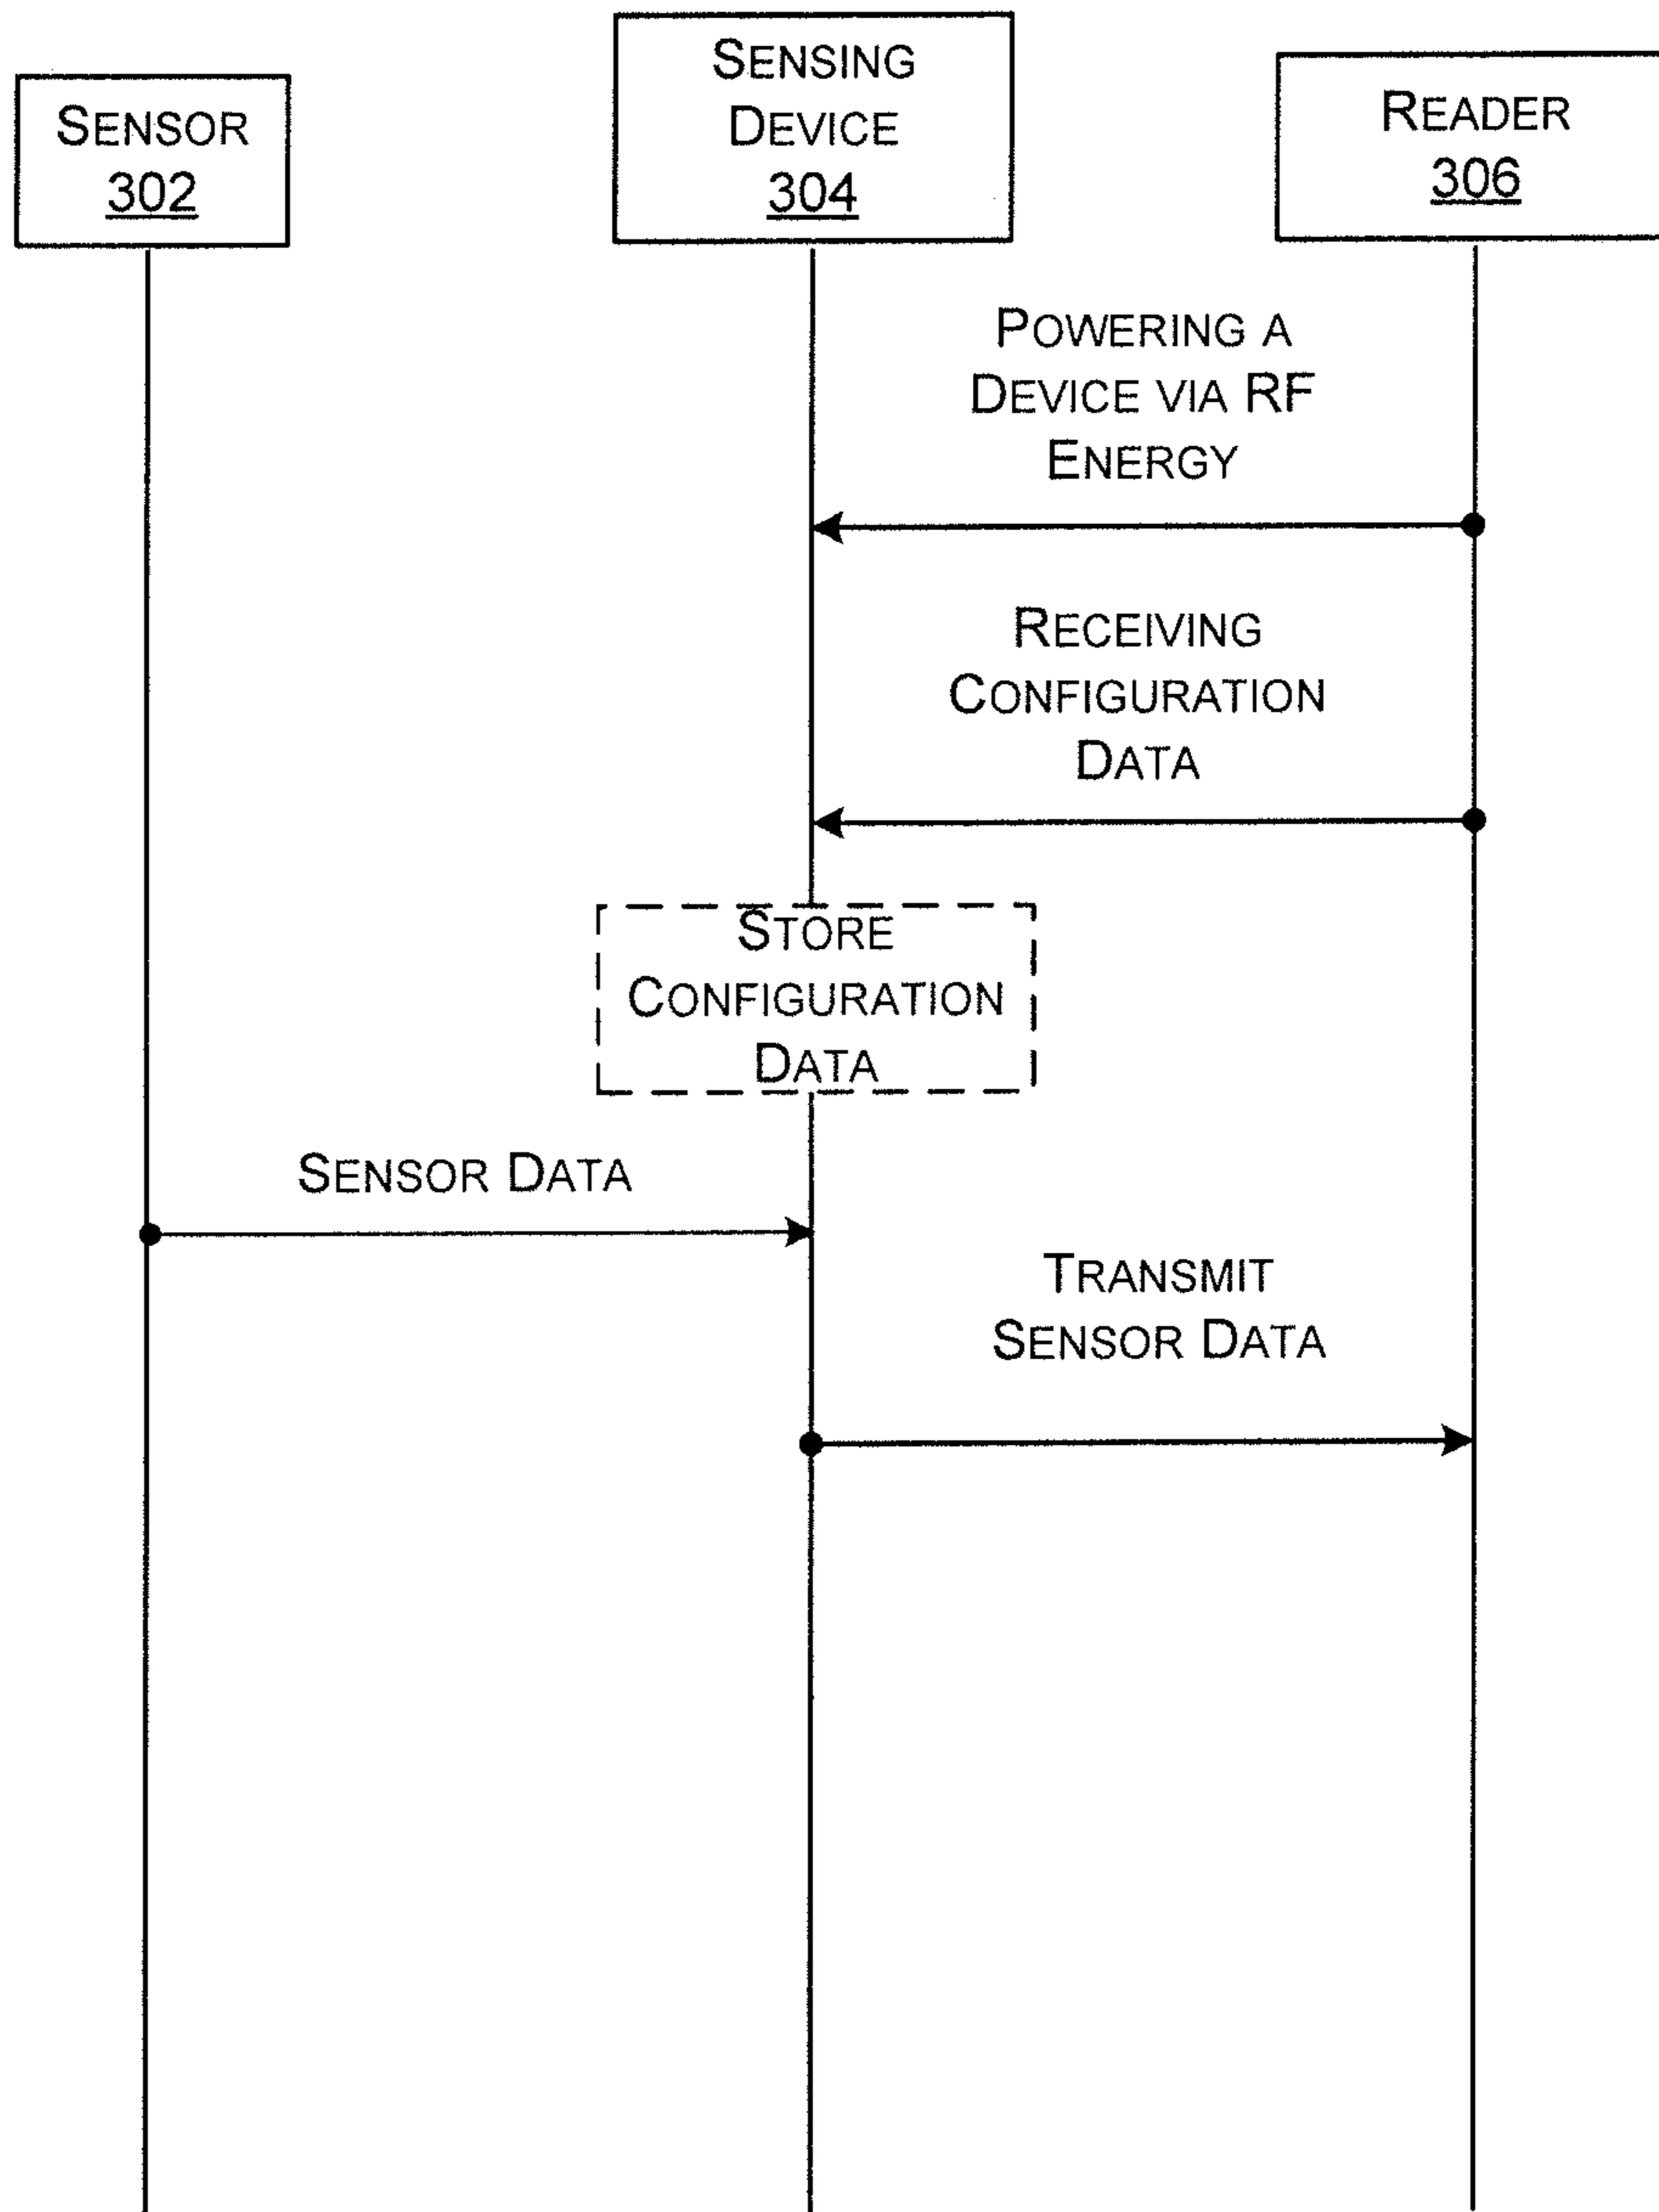 SENSOR
302
SENSING
DEVICE
304
READER
306
POWERING A
DEVICE VIA RF
ENERGY
RECEIVING
CONFIGURATION
DATA
STORE
CONFIGURATION
DATA
SENSOR DATA
TRANSMIT
SENSOR DATA